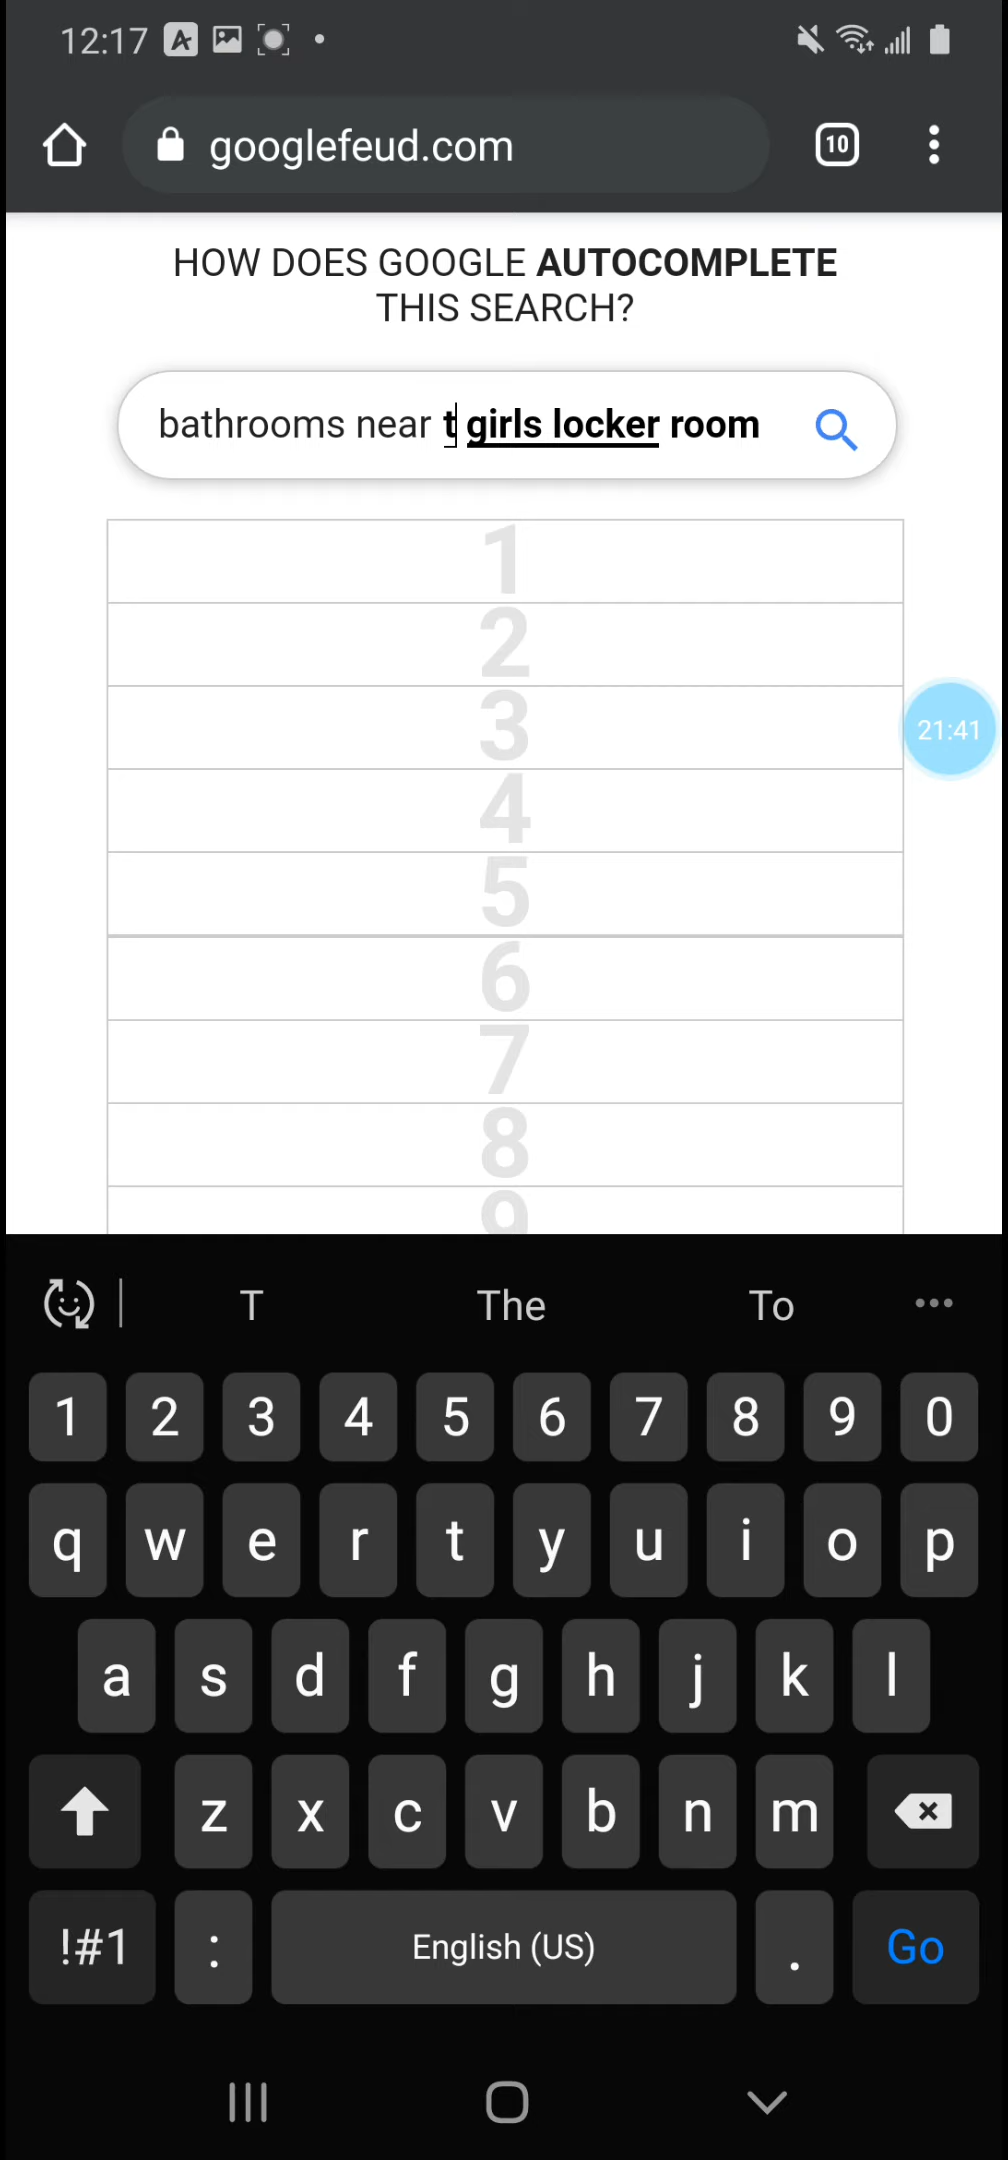 12:17
googlefeud.com
10
HOW DOES GOOGLE AUTOCOMPLETE
THIS SEARCH?
bathrooms near t girls locker room
1
2
3
4
5
6
7
8
9
21:41
T The To
1 2 3 4 5 6 7 8 9 0
q w e r t y u i o p
a s d f g h j k l
z x c v b n m
!#1 : English (US) . Go